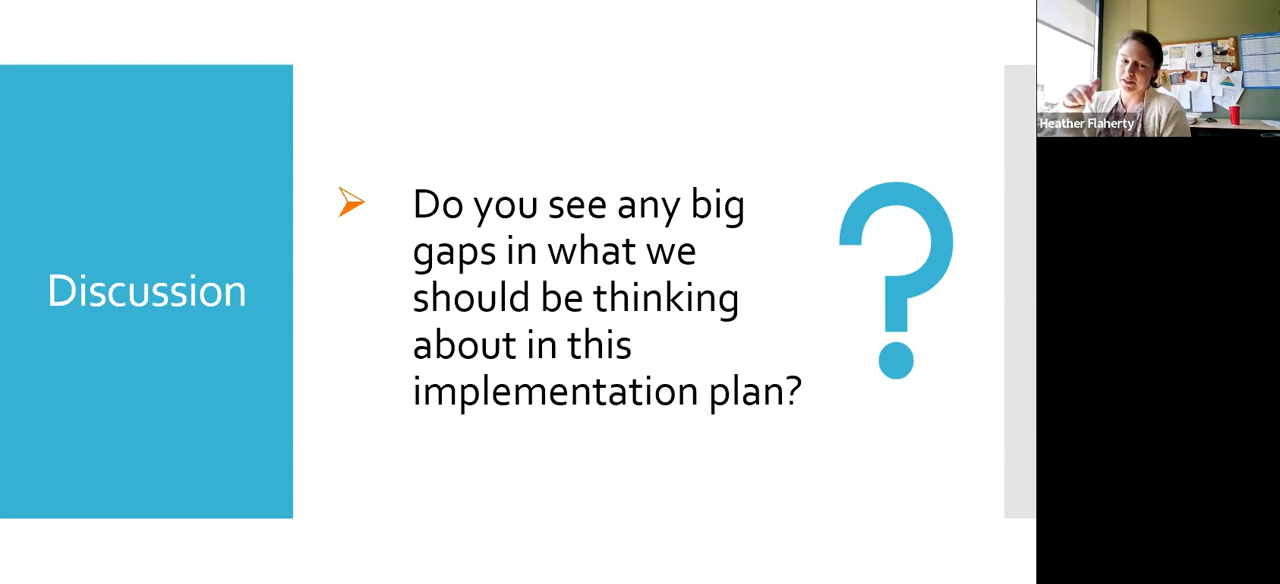 Discussion
Do you see any big
gaps in what we
should be thinking
about in this
implementation plan?
?
Heather Flaherty